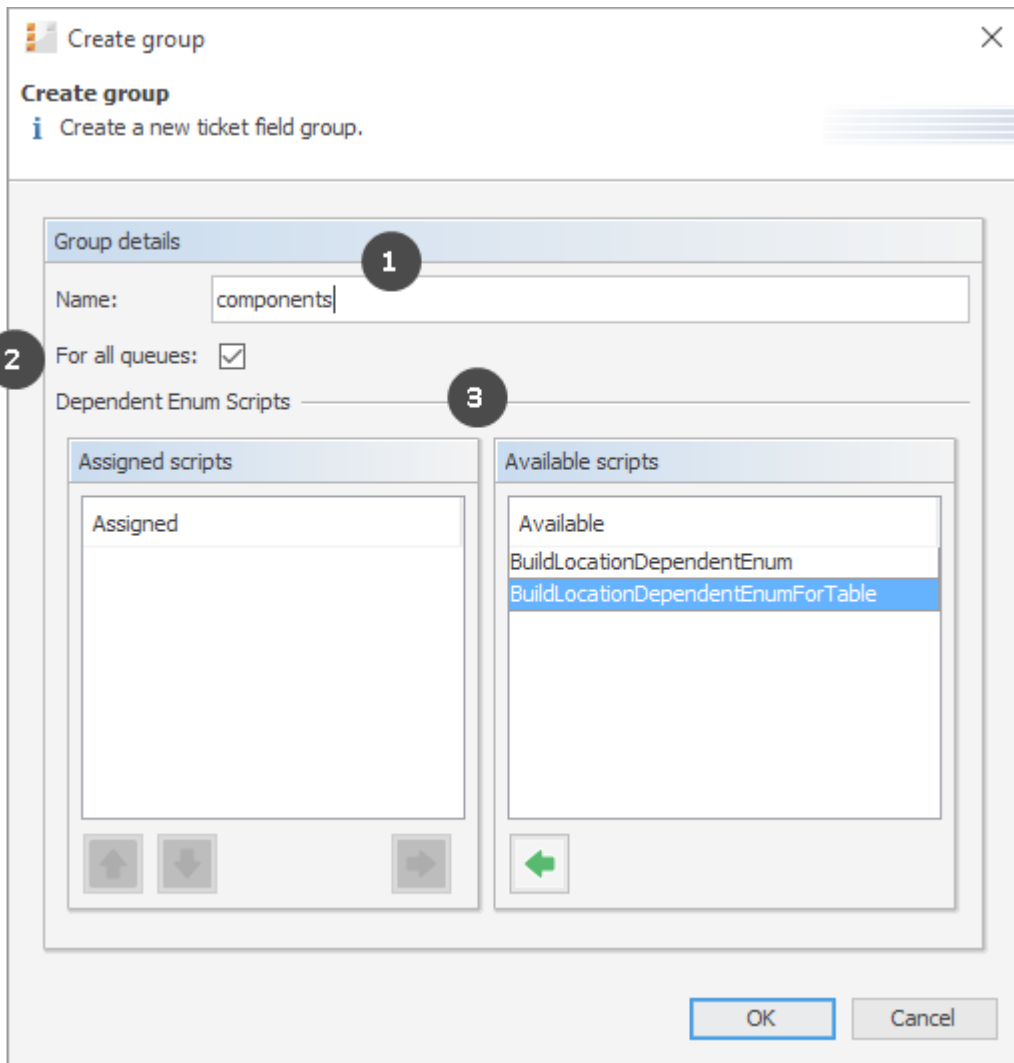 Create group
Create group
i Create a new ticket field group.
Group details
1
Name: components
2 For all queues:
Dependent Enum Scripts 3
Assigned scripts
Assigned
Available scripts
Available
BuildLocationDependentEnum
BuildLocationDependentEnumForTable
OK Cancel